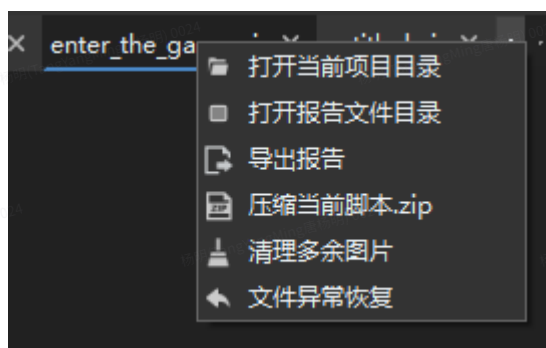 enter_the_ga
打开当前项目目录
打开报告文件目录
导出报告
压缩当前脚本.zip
清理多余图片
文件异常恢复